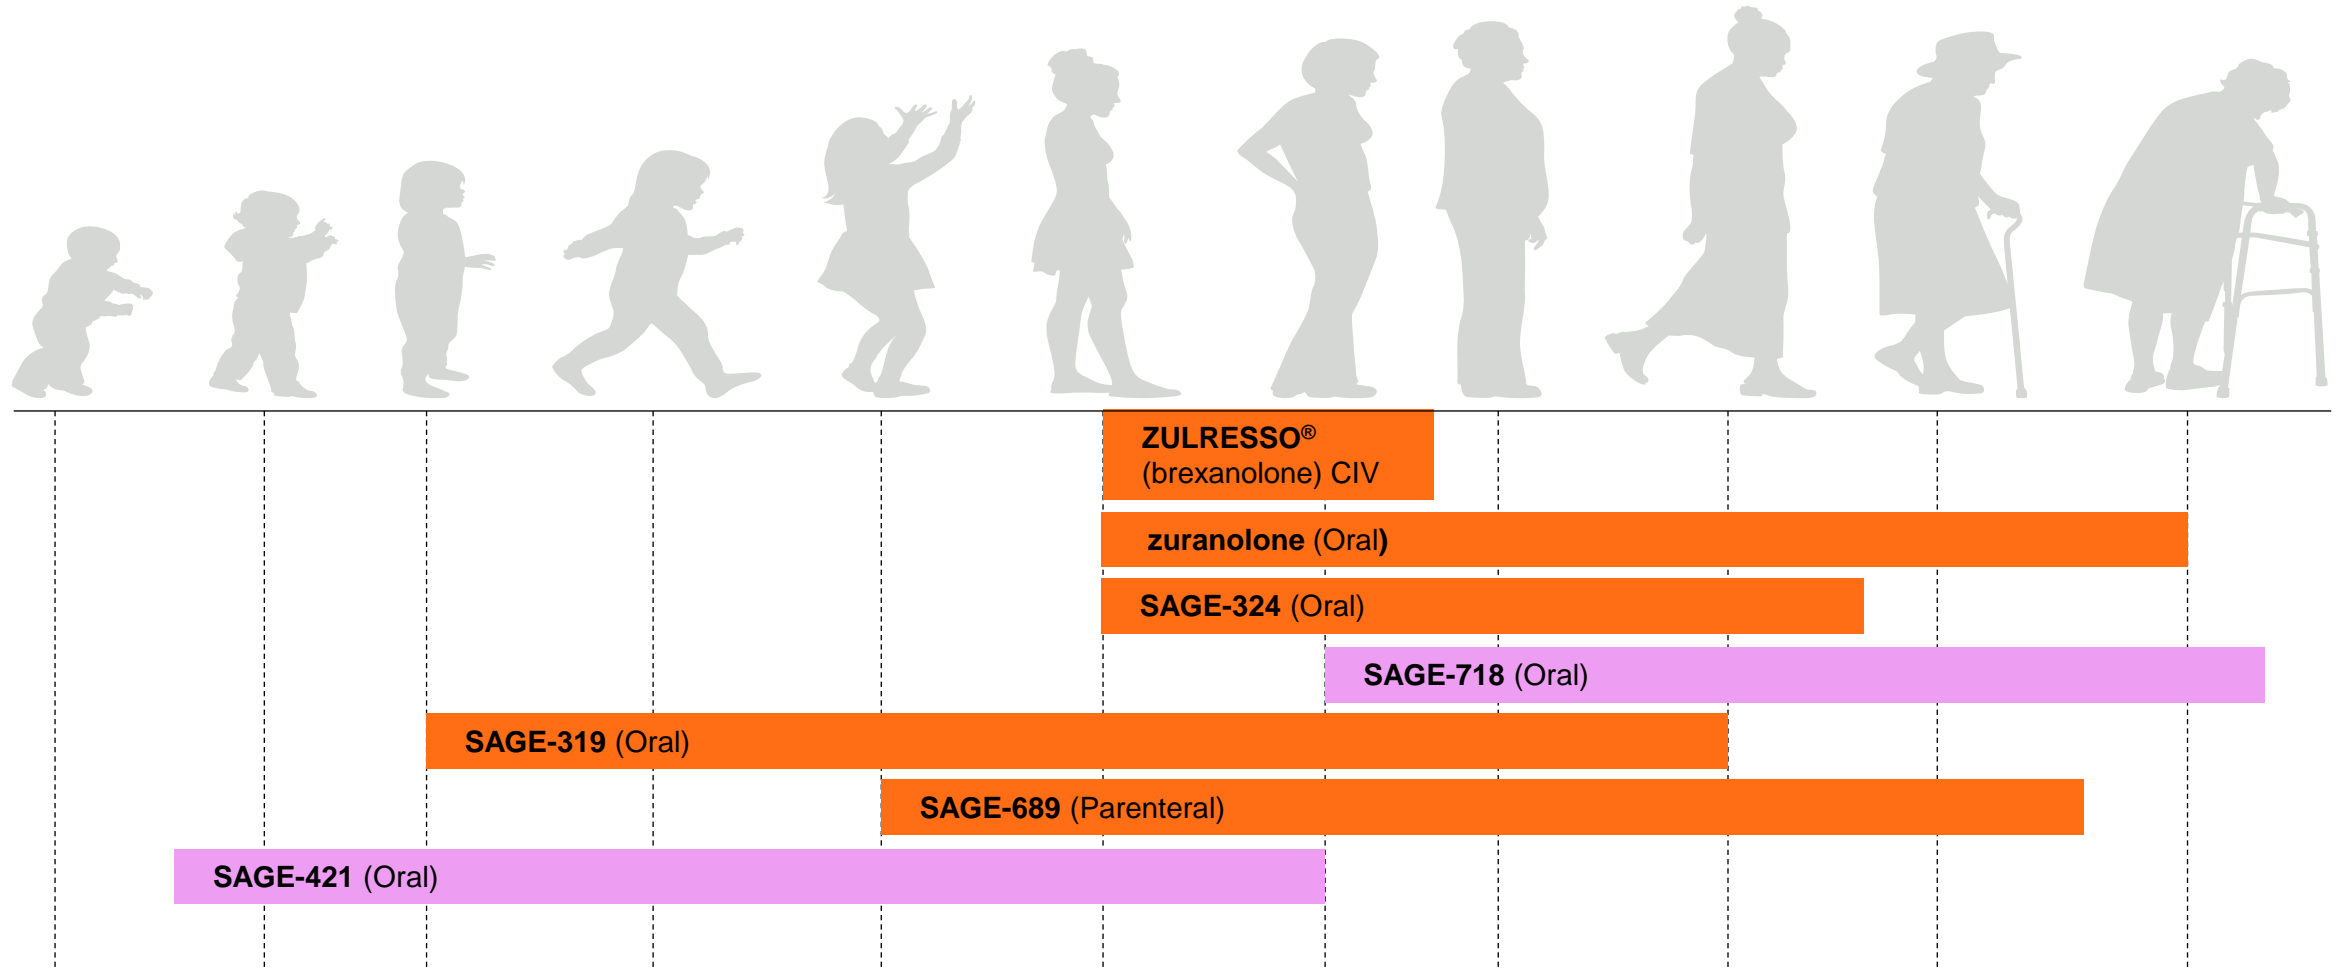 ZULRESSO®
(brexanolone) CIV
zuranolone (Oral)
SAGE-324 (Oral)
SAGE-718 (Oral)
SAGE-319 (Oral)
SAGE-689 (Parenteral)
SAGE-421 (Oral)